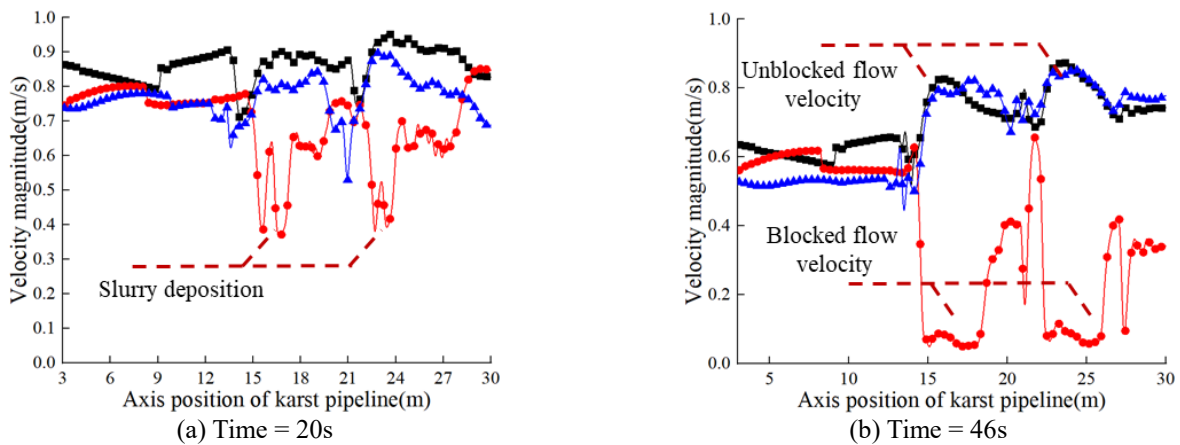 1.0
0.9
0.8
0.7
0.6
0.5
0.4
0.3
0.2
0.1
0.0
Velocity magnitude(m/s)
Slurry deposition
3 6 9 12 15 18 21 24 27 30
Axis position of karst pipeline(m)
(a) Time = 20s
1.0
0.8
0.6
0.4
0.2
0.0
Velocity magnitude(m/s)
Unblocked flow
velocity
Blocked flow
velocity
5 10 15 20 25 30
Axis position of karst pipeline(m)
(b) Time = 46s